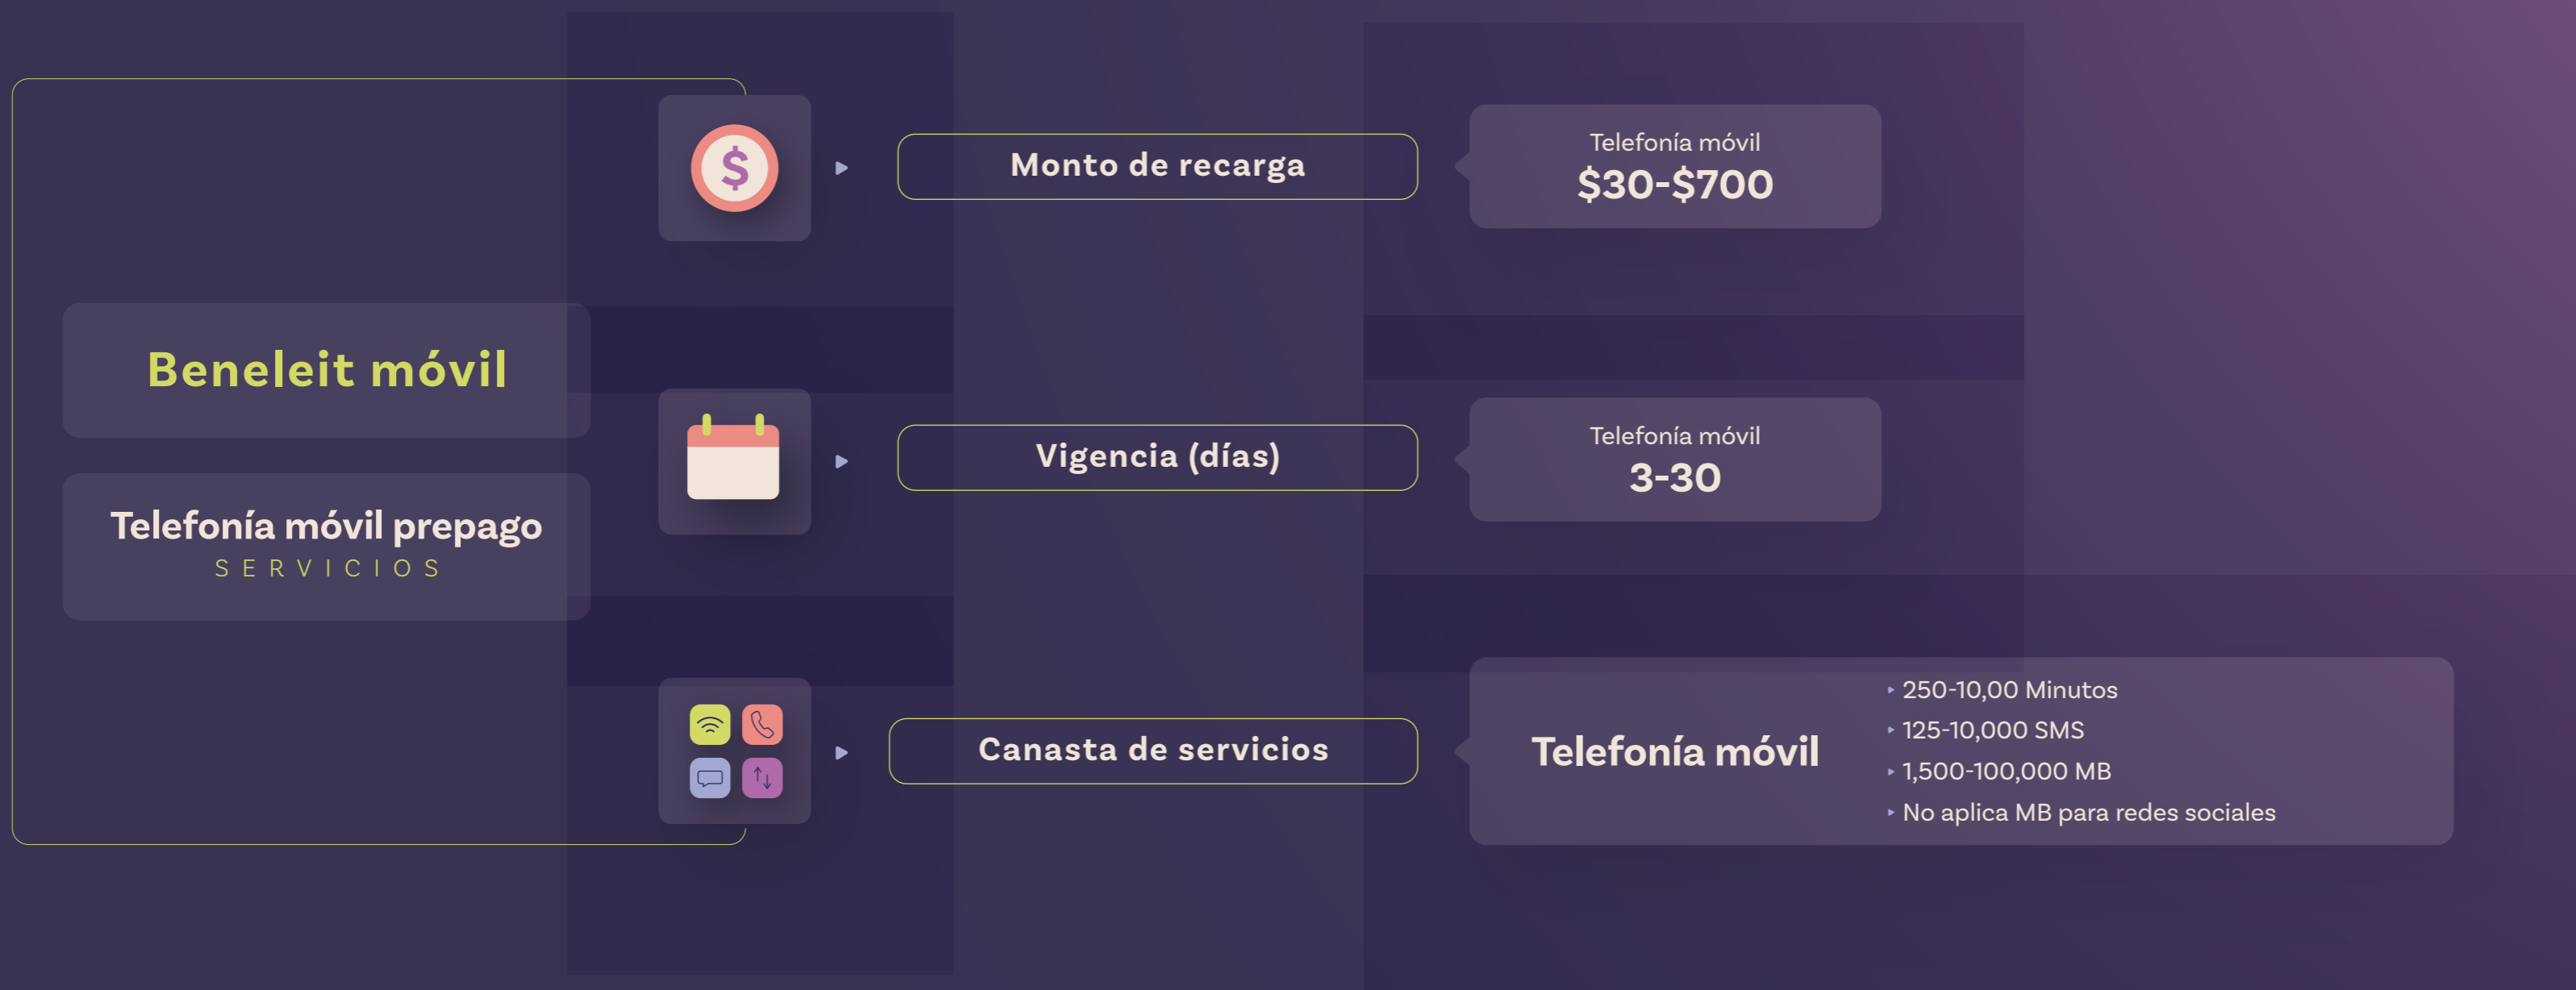 Beneleit móvil
Telefonía móvil prepago
SERVICIOS
$
Monto de recarga
Telefonía móvil
$30-$700
Vigencia (días)
Telefonía móvil
3-30
Canasta de servicios
Telefonía móvil
250-10,00 Minutos
125-10,000 SMS
1,500-100,000 MB
No aplica MB para redes sociales